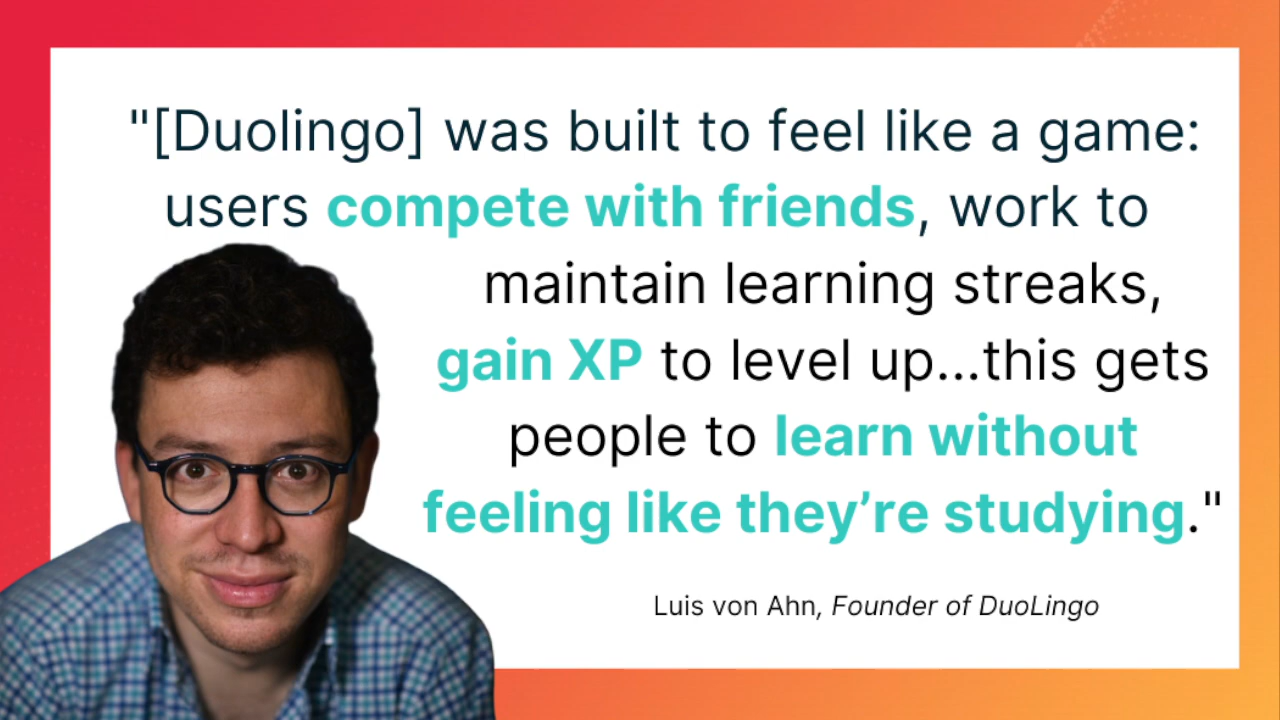 "[Duolingo] was built to feel like a game:
users compete with friends, work to
maintain learning streaks,
gain XP to level up...this gets
people to learn without
feeling like they’re studying."
Luis von Ahn, Founder of DuoLingo